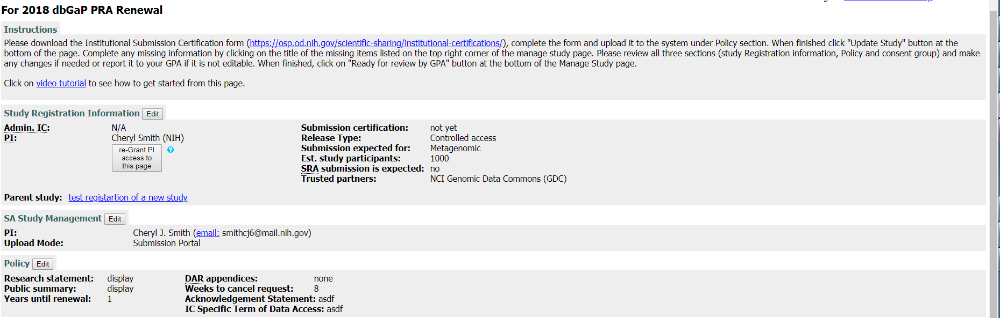 For 2018 dbGaP PRA Renewal
Instructions
Please download the Institutional Submission Certification form (https://osp.od.nih.gov/scientific-sharing/institutional-certifications/), complete the form and upload it to the system under Policy section. When finished click "Update Study" button at the
bottom of the page. Complete any missing information by clicking on the title of the missing items listed on the top right corner of the manage study page. Please review all three sections (study Registration information, Policy and consent group) and make
any changes if needed or report it to your GPA if it is not editable. When finished, click on "Ready for review by GPA" button at the bottom of the Manage Study page.
Click on video tutorial to see how to get started from this page.
Study Registration Information Edit
Admin. IC: N/A
PI: Cheryl Smith (NIH)
re-Grant PI
access to
this page
?
Submission certification: not yet
Release Type: Controlled access
Submission expected for: Metagenomic
Est. study participants: 1000
SRA submission is expected: no
Trusted partners: NCI Genomic Data Commons (GDC)
Parent study: test registartion of a new study
SA Study Management Edit
PI: Cheryl J. Smith (email: smithcj6@mail.nih.gov)
Upload Mode: Submission Portal
Policy Edit
Research statement: display
Public summary: display
Years until renewal: 1
DAR appendices: none
Weeks to cancel request: 8
Acknowledgement Statement: asdf
IC Specific Term of Data Access: asdf